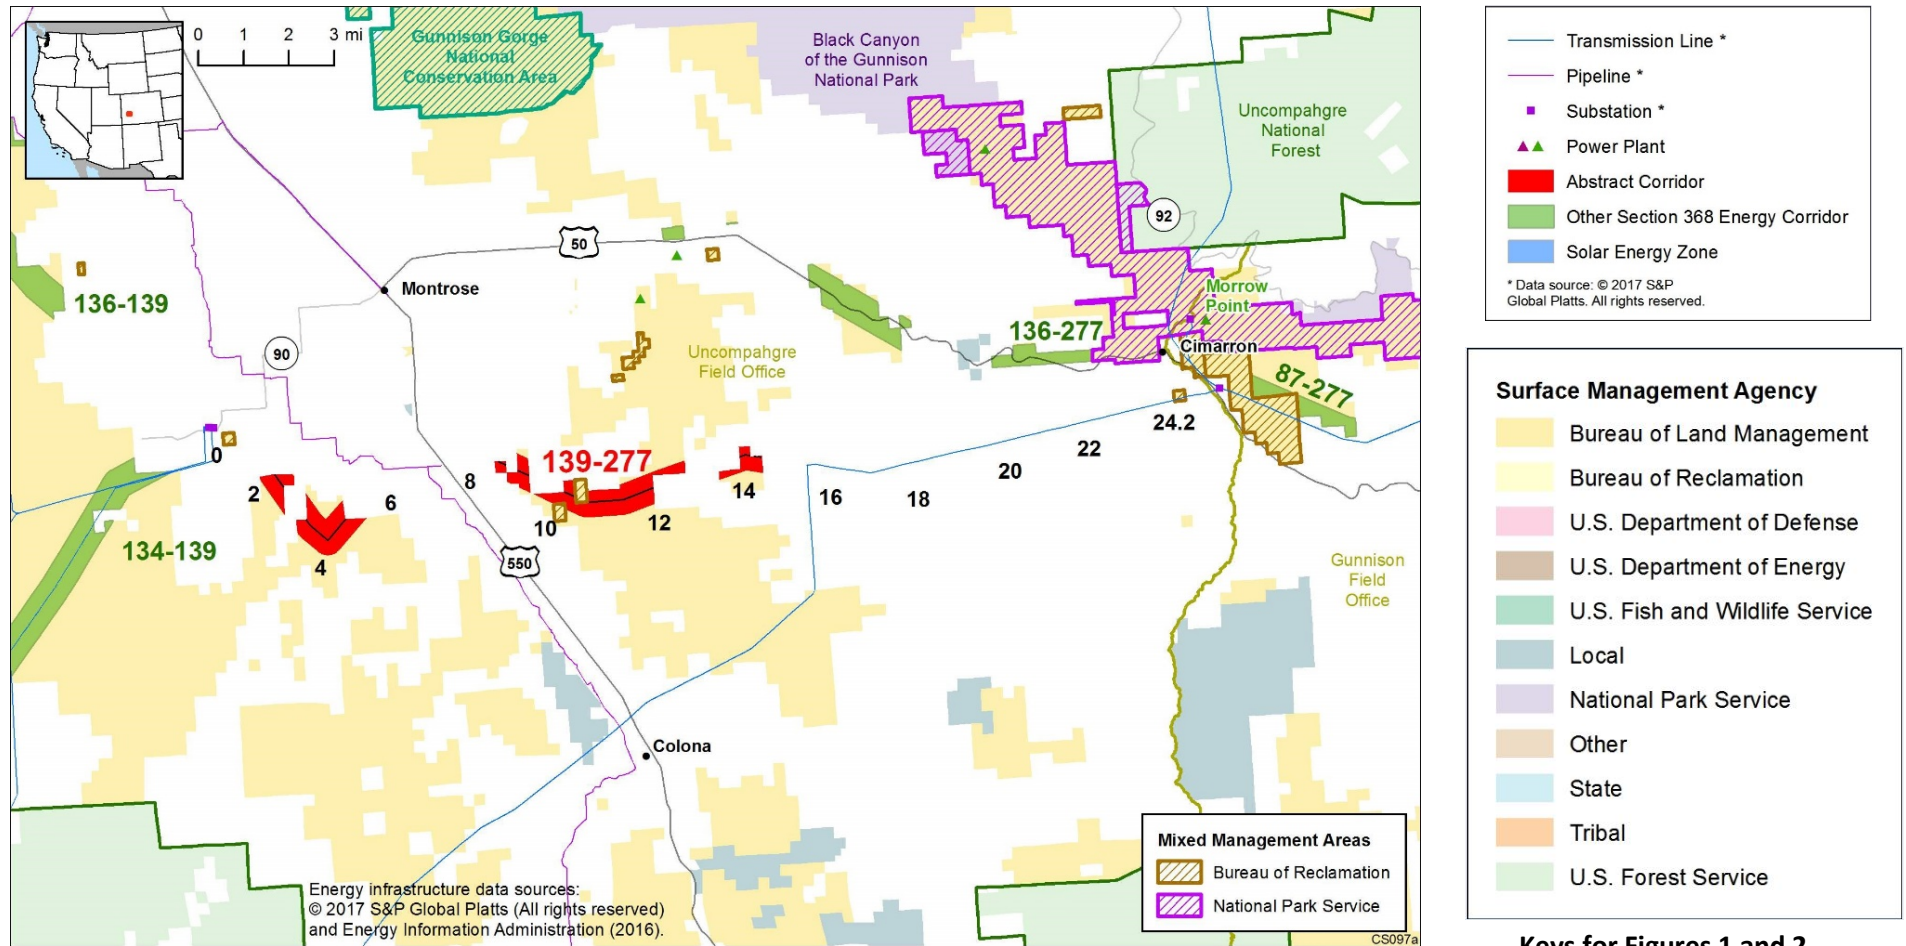 0 1 2 3 mi
Gunnison Gorge
National
Conservation Area
Black Canyon
of the Gunnison
National Park
Uncompahgre
National
Forest
92
50
136-139
Montrose
Morrow
Point
136-277
Cimarron
90
Uncompahgre
Field Office
87-277
24.2
0
2
4
6
8
139-277
10
12
14
16
18
20
22
134-139
550
Gunnison
Field
Office
Colona
Energy infrastructure data sources:
© 2017 S&P Global Platts (All rights reserved)
and Energy Information Administration (2016).
Mixed Management Areas
Bureau of Reclamation
National Park Service
CS097a
Transmission Line *
Pipeline *
Substation *
Power Plant
Abstract Corridor
Other Section 368 Energy Corridor
Solar Energy Zone
* Data source: © 2017 S&P
Global Platts. All rights reserved.
Surface Management Agency
Bureau of Land Management
Bureau of Reclamation
U.S. Department of Defense
U.S. Department of Energy
U.S. Fish and Wildlife Service
Local
National Park Service
Other
State
Tribal
U.S. Forest Service
Keys for Figures 1 and 2